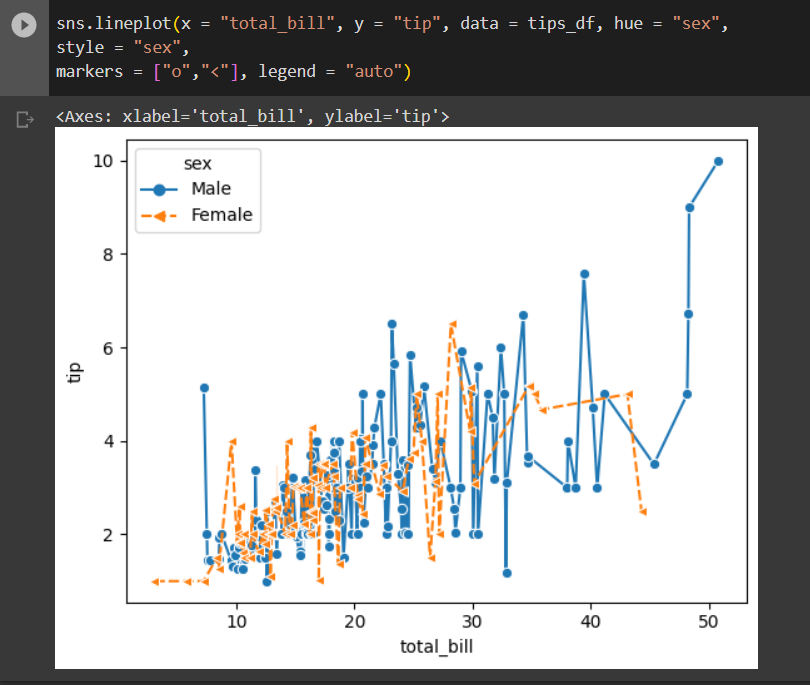 sns.lineplot(x = "total_bill", y = "tip", data = tips_df, hue = "sex",
style = "sex",
markers = ["o","<"], legend = "auto")
<Axes: xlabel='total_bill', ylabel='tip'>
sex
Male
Female
10
8
6
4
2
tip
10 20 30 40 50
total_bill